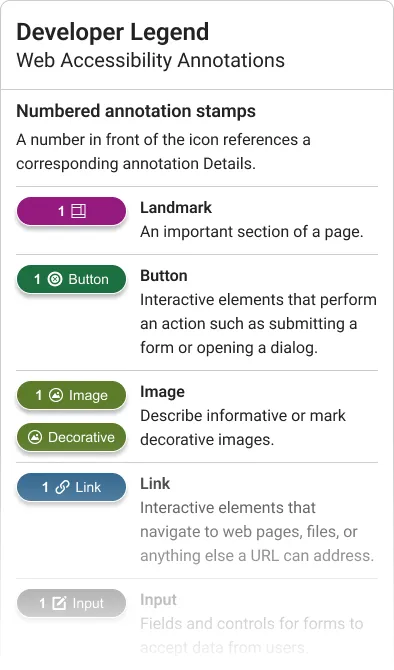 Developer Legend
Web Accessibility Annotations
Numbered annotation stamps
A number in front of the icon references a
corresponding annotation Details.
1
Landmark
An important section of a page.
1 Button
Button
Interactive elements that perform
an action such as submitting a
form or opening a dialog.
1 Image
Decorative
Image
Describe informative or mark
decorative images.
1 Link
Link
Interactive elements that
navigate to web pages, files, or
anything else a URL can address.
1 Input
Input
Fields and controls for forms to
accept data from users.